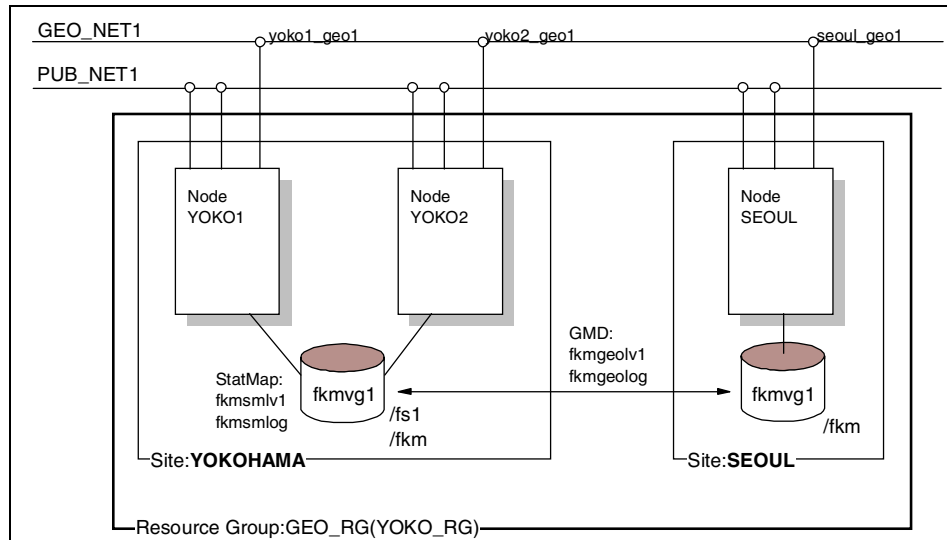 GEO_NET1
yoko1_geo1
yoko2_geo1
seoul_geo1
PUB_NET1
Node
YOKO1
Node
YOKO2
Node
SEOUL
GMD:
fkmgeolv1
fkmgeolog
StatMap:
fkmsmlv1
fkmsmlog
fkmvg1
/fs1
/fkm
fkmvg1
/fkm
Site:YOKOHAMA
Site:SEOUL
Resource Group:GEO_RG(YOKO_RG)